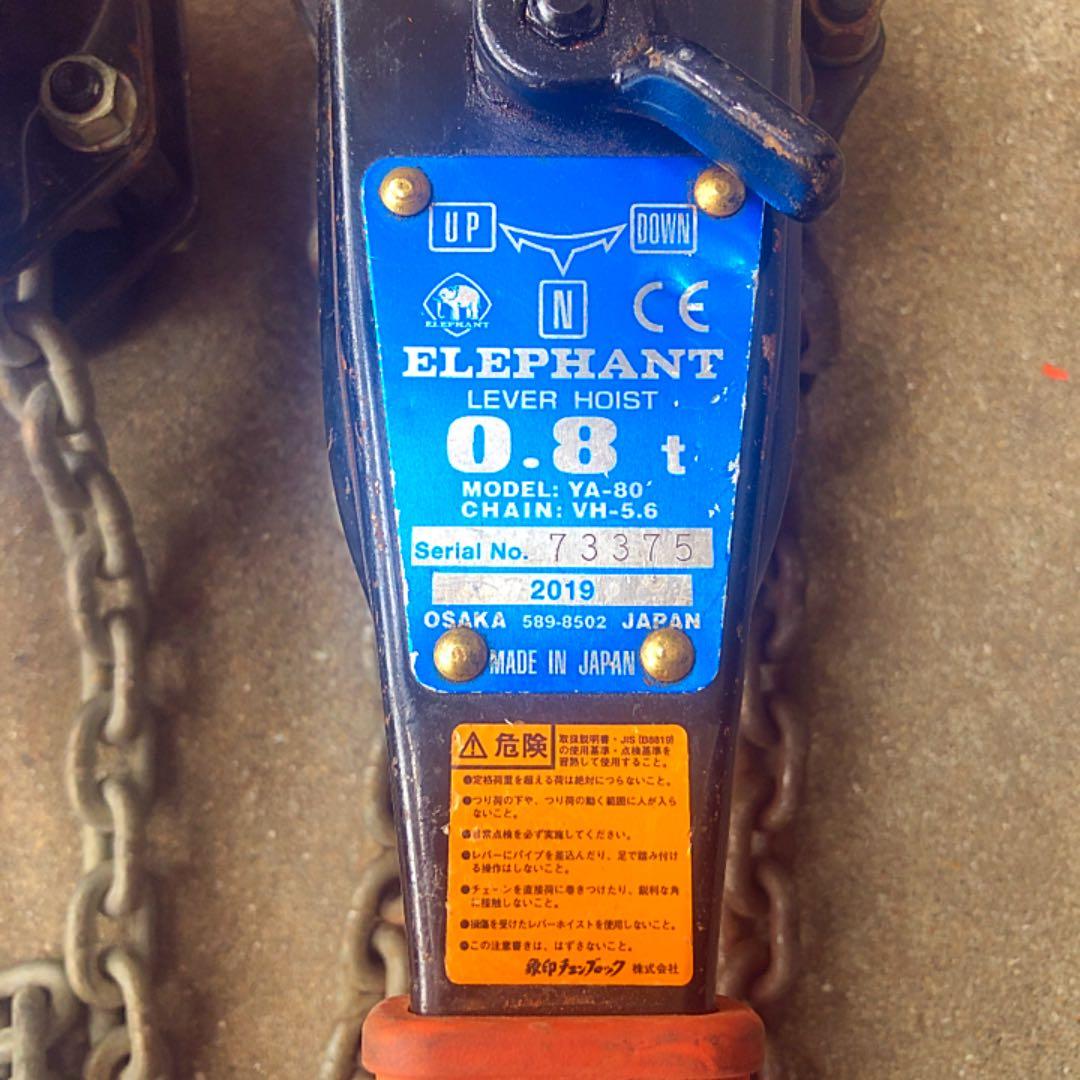 UP DOWN
N
CE
ELEPHANT
ELEPHANT
LEVER HOIST
0.8 t
MODEL: YA-80
CHAIN: VH-5.6
Serial No. 73375
2019
OSAKA 589-8502 JAPAN
MADE IN JAPAN
危険
取扱説明書・JIS(B8819)
の使用基準・点検基準を
習熟して使用すること。
●定格荷重を超える荷は絶対につらないこと。
●つり荷の下や、つり荷の動く範囲に人が入ら
ないこと。
●日常点検を必ず実施してください。
●レバーにパイプを差込んだり、足で踏み付け
る操作はしないこと。
●チェーンを直接荷に巻きつけたり、鋭利な角
に接触しないこと。
●損傷を受けたレバーホイストを使用しないこと。
●この注意書きは、はずさないこと。
象印チェンブロック 株式会社